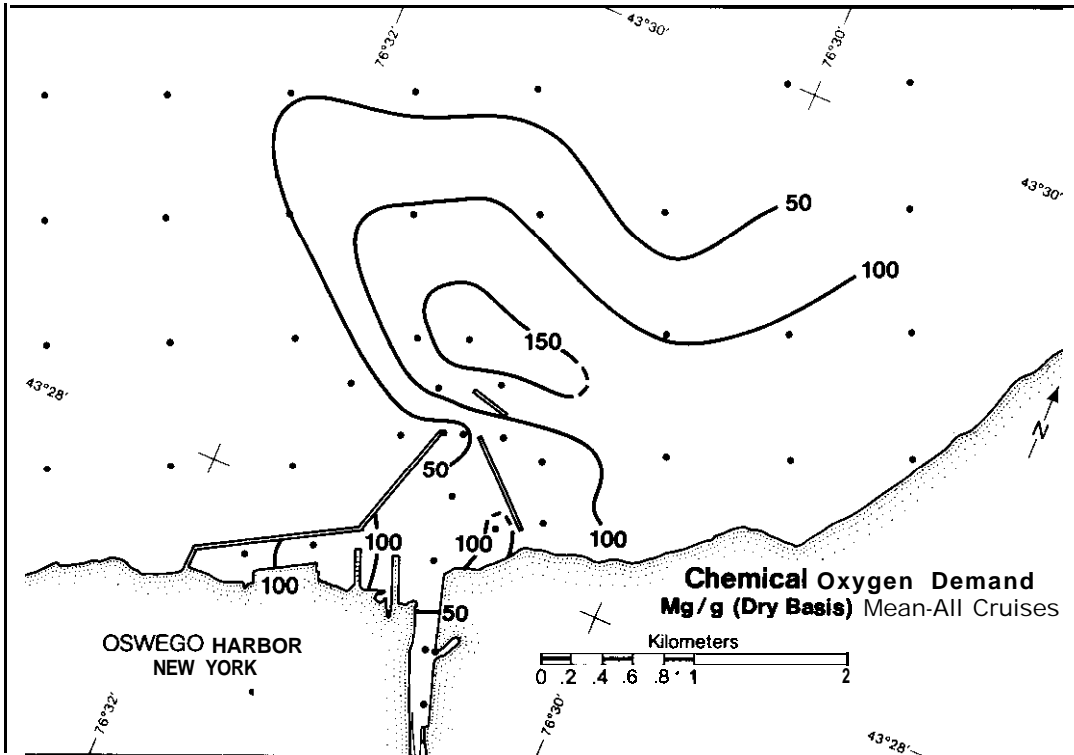 76°32'
43°30'
76°30'
43°30'
50
100
150
43°28'
N
50
100
100
100
100
50
Chemical Oxygen Demand
Mg/g (Dry Basis) Mean-All Cruises
OSWEGO HARBOR
NEW YORK
Kilometers
0 .2 .4 .6 .8 1 2
76°32'
76°30'
43°28'